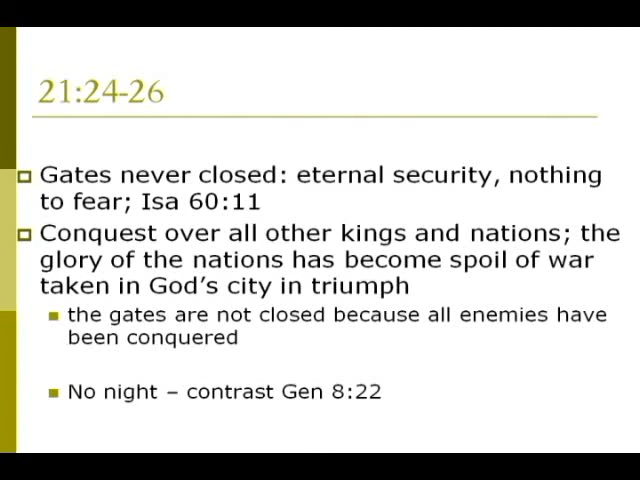 21:24-26
Gates never closed: eternal security, nothing
to fear; Isa 60:11
Conquest over all other kings and nations; the
glory of the nations has become spoil of war
taken in God's city in triumph
the gates are not closed because all enemies have
been conquered
No night – contrast Gen 8:22